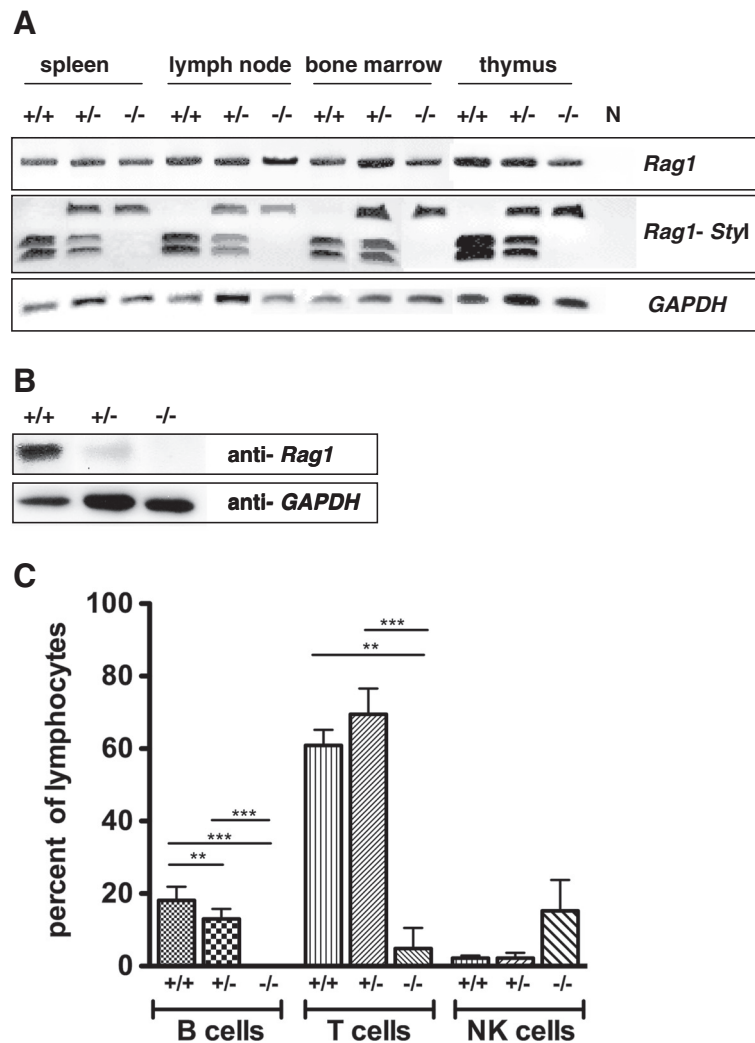 A
spleen lymph node bone marrow thymus
+/+ +/- -/- +/+ +/- -/- +/+ +/- -/- +/+ +/- -/- N
Rag1
Rag1- StyI
GAPDH
B
+/+ +/- -/-
anti- Rag1
anti- GAPDH
C
percent of lymphocytes
100
80
60
40
20
0
***
**
***
***
**
+/+ +/- -/- +/+ +/- -/- +/+ +/- -/-
B cells T cells NK cells